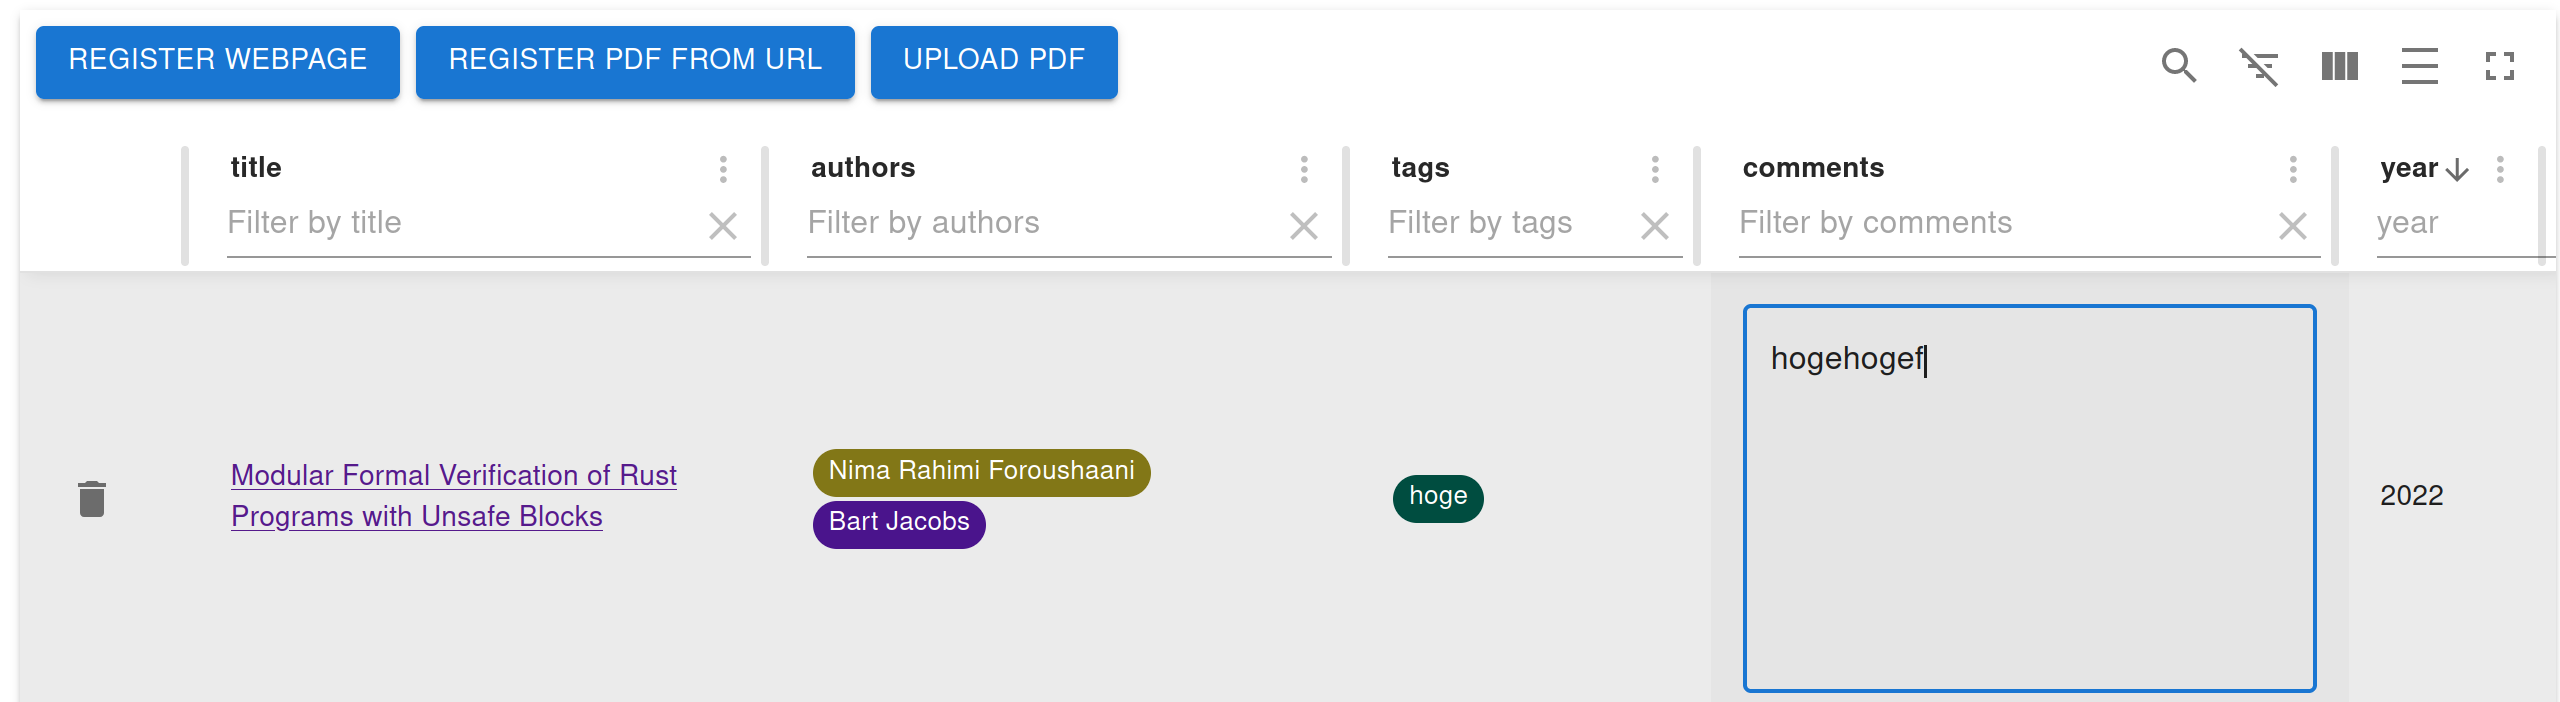 REGISTER WEBPAGE REGISTER PDF FROM URL UPLOAD PDF
title authors tags comments year
Filter by title Filter by authors Filter by tags Filter by comments year
hogehogef
Modular Formal Verification of Rust
Programs with Unsafe Blocks
Nima Rahimi Foroushaani
Bart Jacobs
hoge
2022